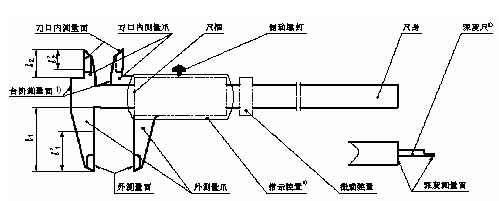 刀口内测量面
刀口内测量爪
尺框
制动螺钉
尺身
深度尺
台阶测量面
外测量面
外测量爪
指示装置
微动装置
深度测量面